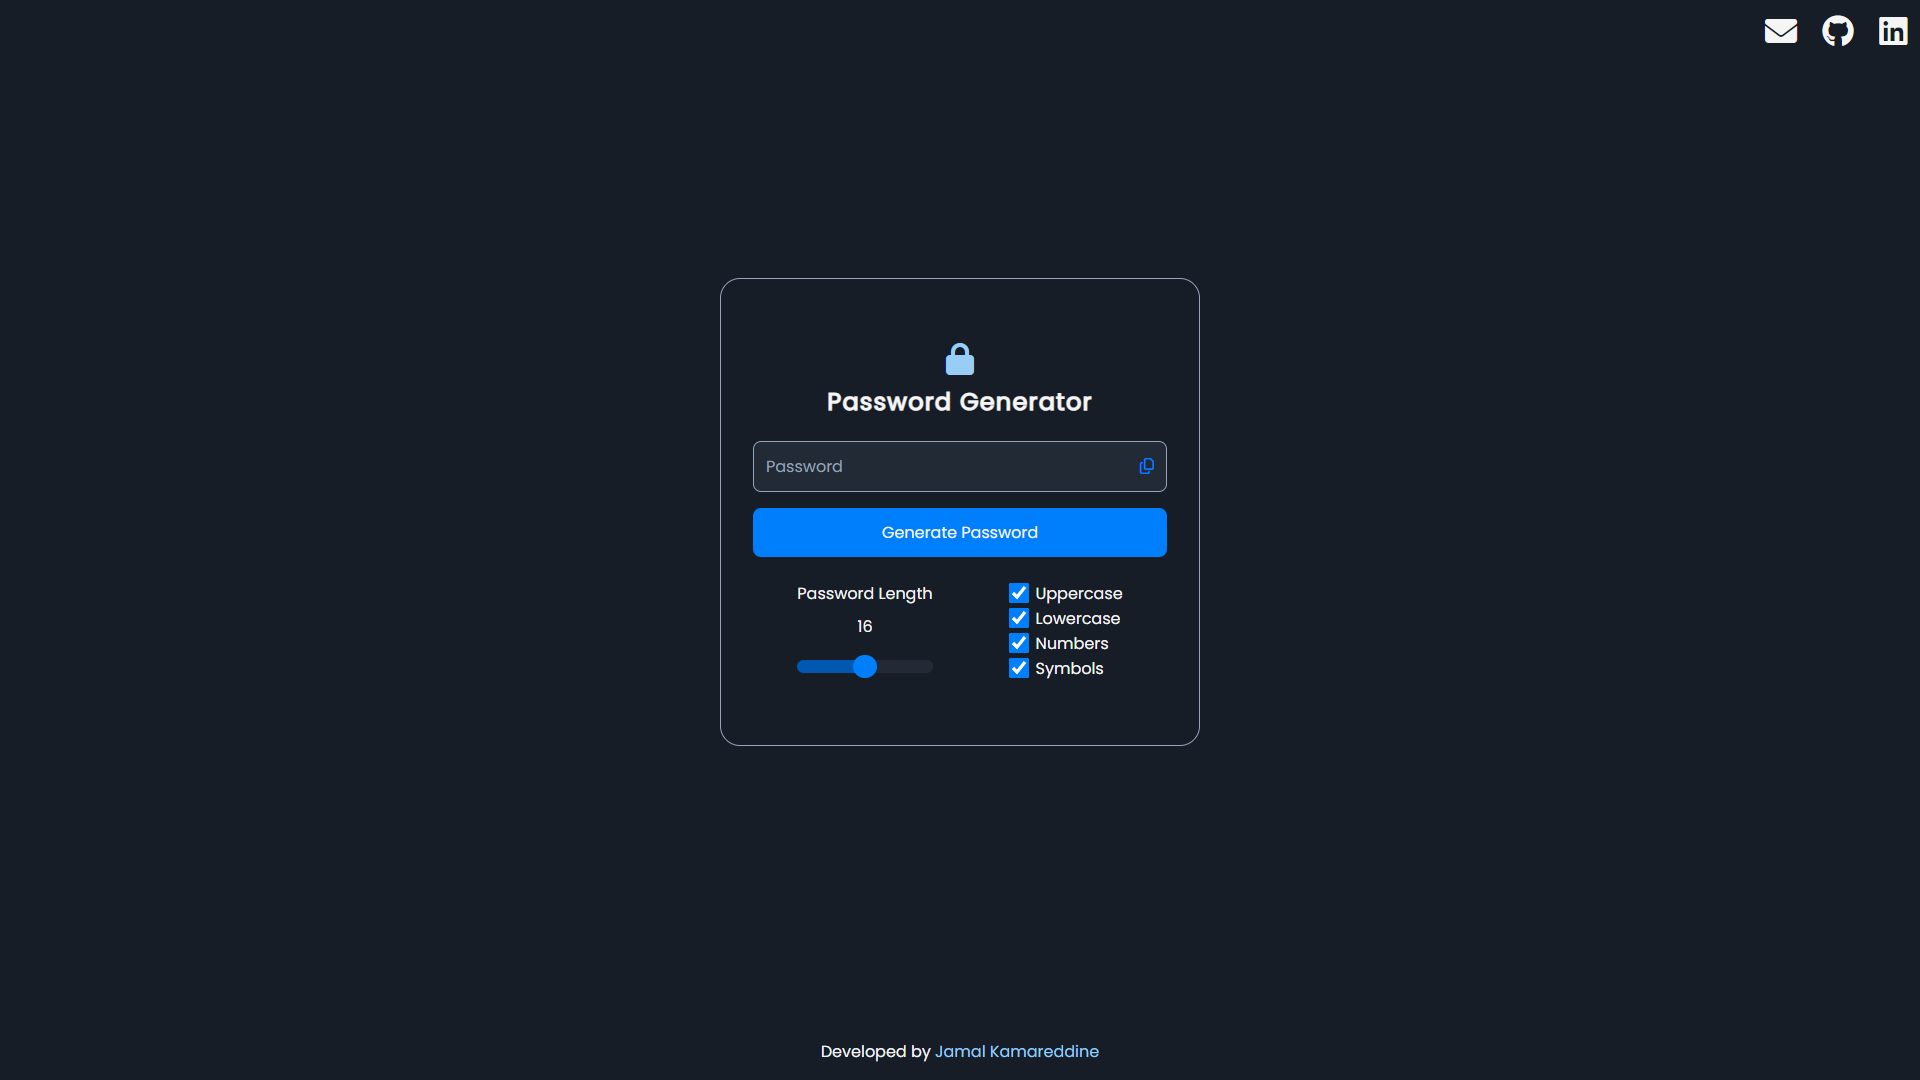 Password Generator
Password
Generate Password
Password Length
16
Uppercase
Lowercase
Numbers
Symbols
Developed by Jamal Kamareddine